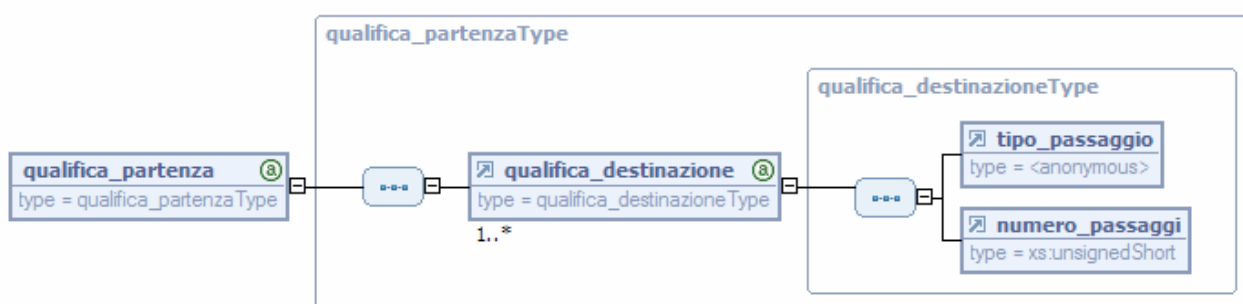 qualifica_partenzaType
qualifica_destinazioneType
tipo_passaggio
type = <anonymous>
qualifica_partenza a
type = qualifica_partenzaType
qualifica_destinazione a
type = qualifica_destinazioneType
1..*
numero_passaggi
type = xs:unsignedShort